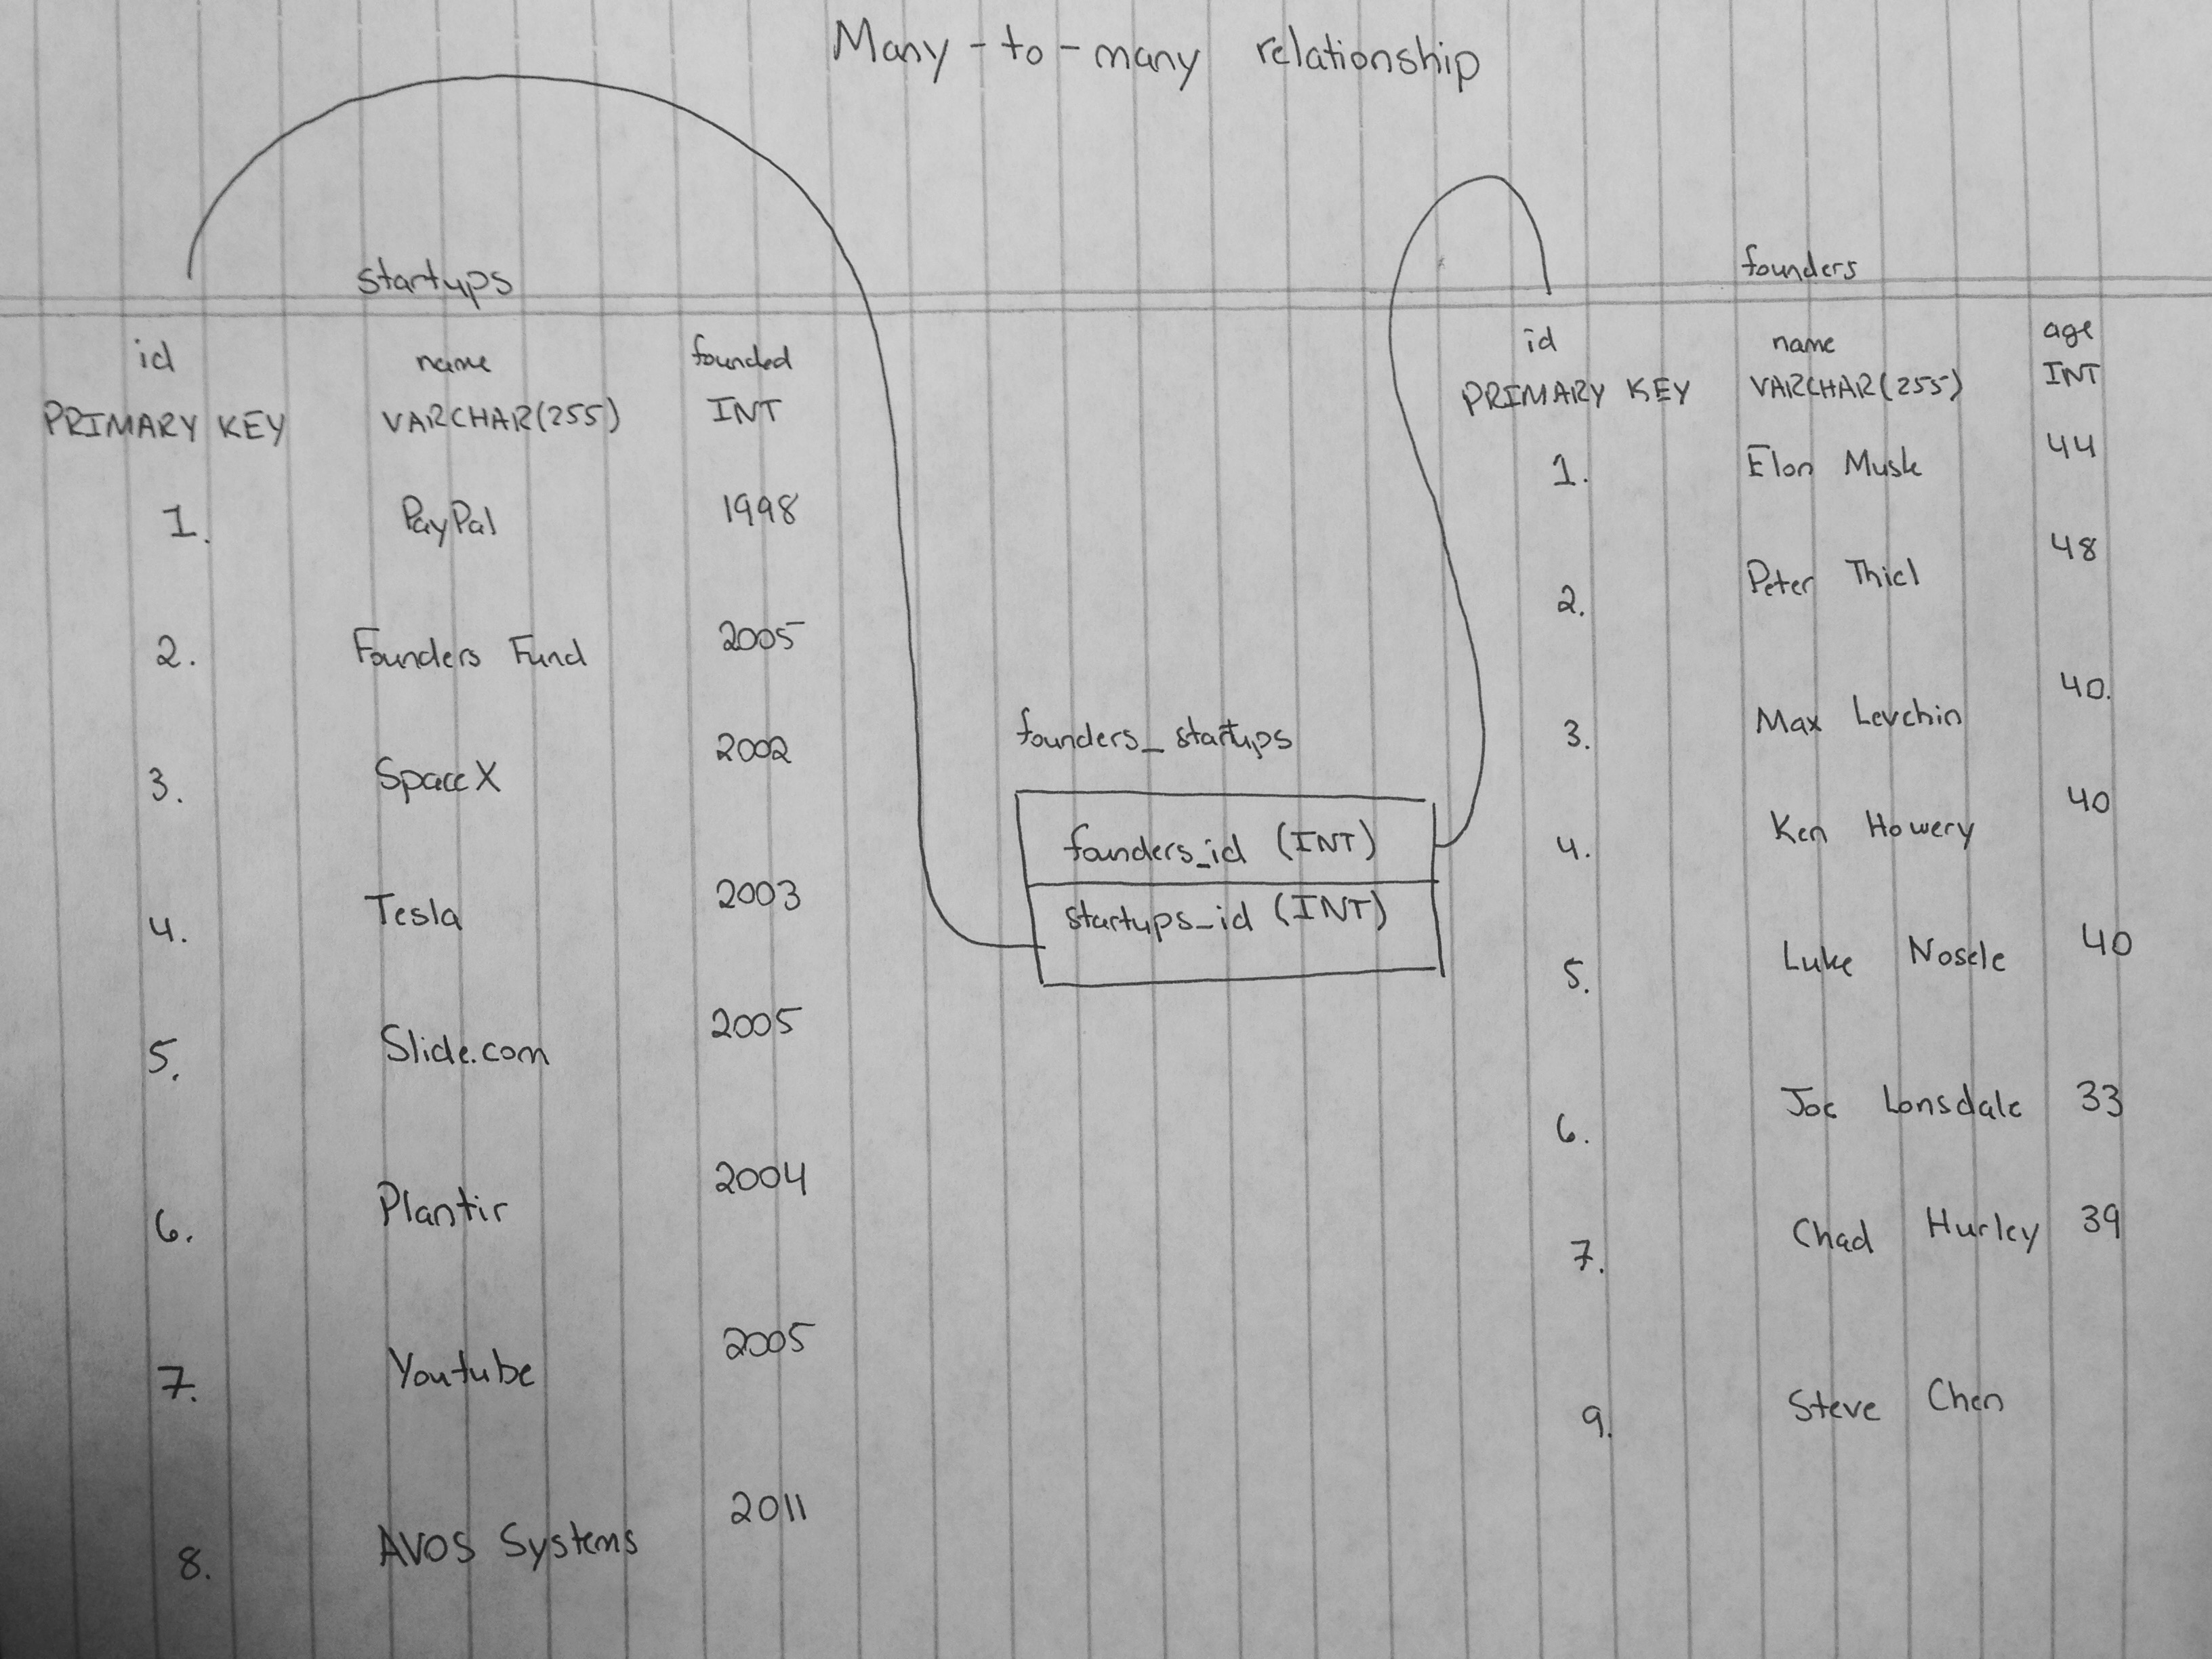 Many-to-many relationship
startups
id name founded
PRIMARY KEY VARCHAR(255) INT
1. PayPal 1998
2. Founders Fund 2005
3. SpaceX 2002
4. Tesla 2003
5. Slide.com 2005
6. Plantir 2004
7. Youtube 2005
8. AVOS Systems 2011
founders_startups
founders_id (INT)
startups_id (INT)
founders
id name age
PRIMARY KEY VARCHAR(255) INT
1. Elon Musk 44
2. Peter Thiel 48
3. Max Levchin 40.
4. Ken Howery 40
5. Luke Nosele 40
6. Joe Lonsdale 33
7. Chad Hurley 39
9. Steve Chen